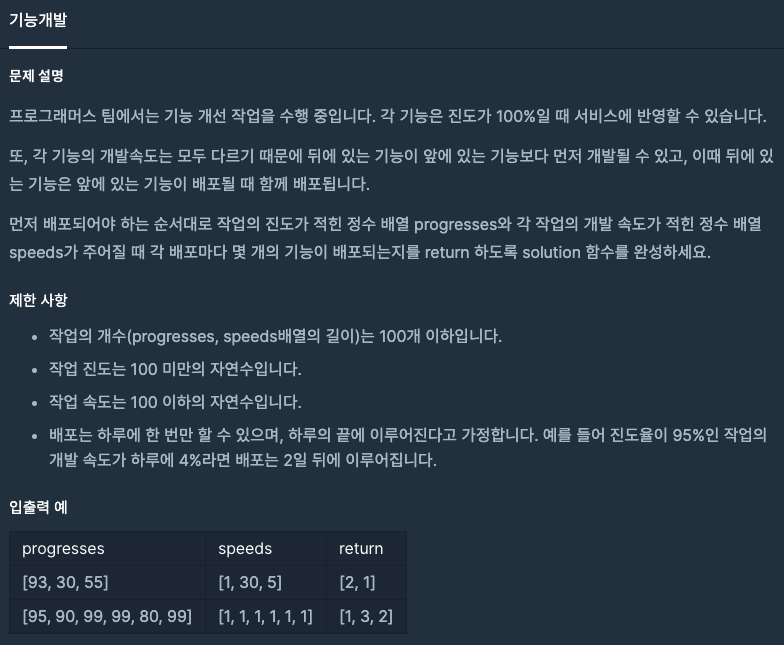 기능개발
문제 설명
프로그래머스 팀에서는 기능 개선 작업을 수행 중입니다. 각 기능은 진도가 100%일 때 서비스에 반영할 수 있습니다.
또, 각 기능의 개발속도는 모두 다르기 때문에 뒤에 있는 기능이 앞에 있는 기능보다 먼저 개발될 수 있고, 이때 뒤에 있
는 기능은 앞에 있는 기능이 배포될 때 함께 배포됩니다.
먼저 배포되어야 하는 순서대로 작업의 진도가 적힌 정수 배열 progresses와 각 작업의 개발 속도가 적힌 정수 배열
speeds가 주어질 때 각 배포마다 몇 개의 기능이 배포되는지를 return 하도록 solution 함수를 완성하세요.
제한 사항
• 작업의 개수(progresses, speeds배열의 길이)는 100개 이하입니다.
• 작업 진도는 100 미만의 자연수입니다.
• 작업 속도는 100 이하의 자연수입니다.
• 배포는 하루에 한 번만 할 수 있으며, 하루의 끝에 이루어진다고 가정합니다. 예를 들어 진도율이 95%인 작업의
개발 속도가 하루에 4%라면 배포는 2일 뒤에 이루어집니다.
입출력 예
progresses speeds return
[93, 30, 55] [1, 30, 5] [2, 1]
[95, 90, 99, 99, 80, 99] [1, 1, 1, 1, 1, 1] [1, 3, 2]